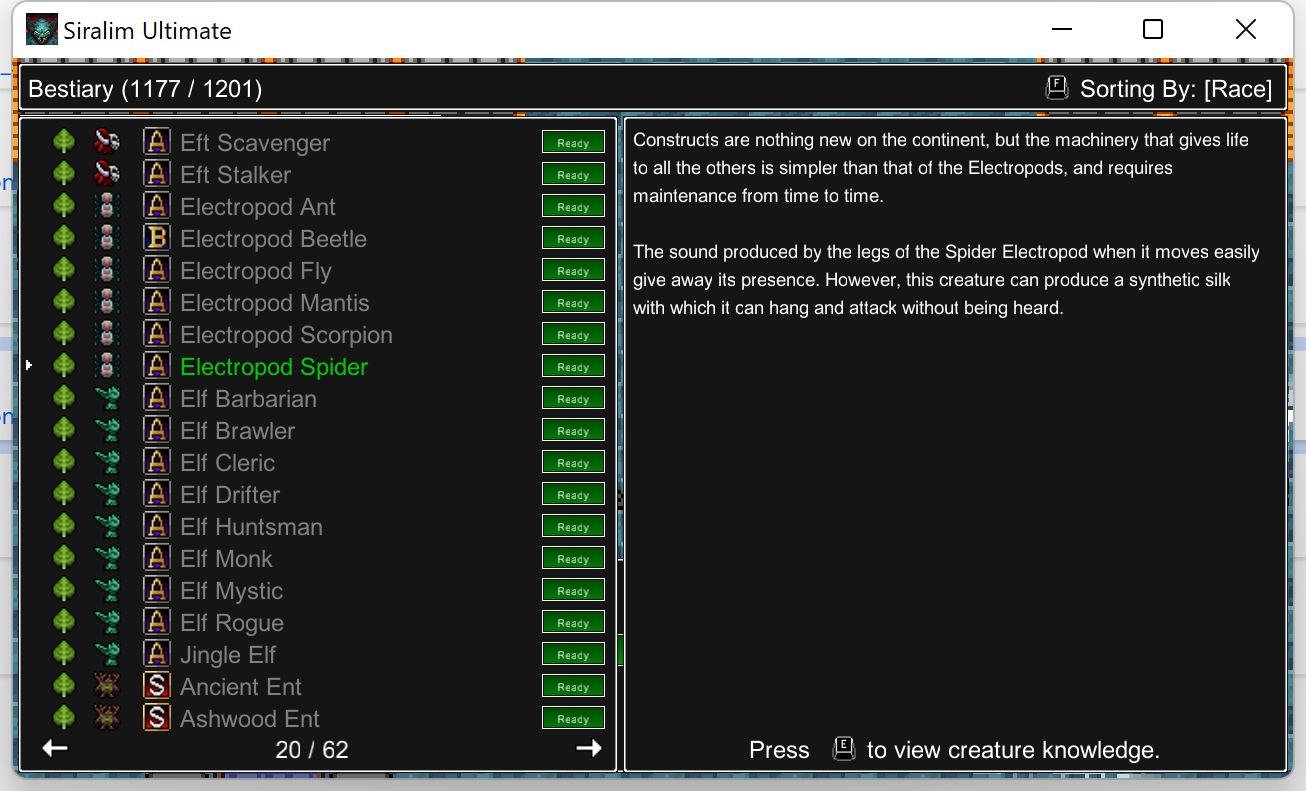 Siralim Ultimate
Bestiary (1177 / 1201)
F Sorting By: [Race]
A Eft Scavenger Ready
A Eft Stalker Ready
A Electropod Ant Ready
B Electropod Beetle Ready
A Electropod Fly Ready
A Electropod Mantis Ready
A Electropod Scorpion Ready
A Electropod Spider Ready
A Elf Barbarian Ready
A Elf Brawler Ready
A Elf Cleric Ready
A Elf Drifter Ready
A Elf Huntsman Ready
A Elf Monk Ready
A Elf Mystic Ready
A Elf Rogue Ready
A Jingle Elf Ready
S Ancient Ent Ready
S Ashwood Ent Ready
20 / 62
Constructs are nothing new on the continent, but the machinery that gives life
to all the others is simpler than that of the Electropods, and requires
maintenance from time to time.
The sound produced by the legs of the Spider Electropod when it moves easily
give away its presence. However, this creature can produce a synthetic silk
with which it can hang and attack without being heard.
Press E to view creature knowledge.